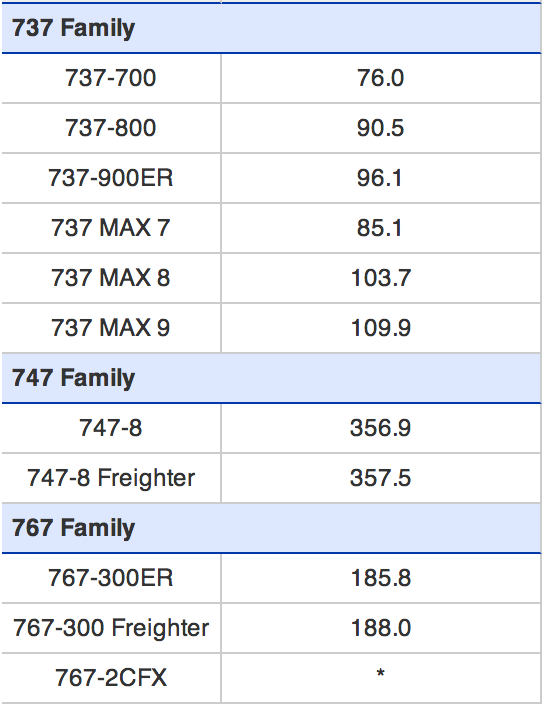 737 Family
737-700 76.0
737-800 90.5
737-900ER 96.1
737 MAX 7 85.1
737 MAX 8 103.7
737 MAX 9 109.9
747 Family
747-8 356.9
747-8 Freighter 357.5
767 Family
767-300ER 185.8
767-300 Freighter 188.0
767-2CFX *